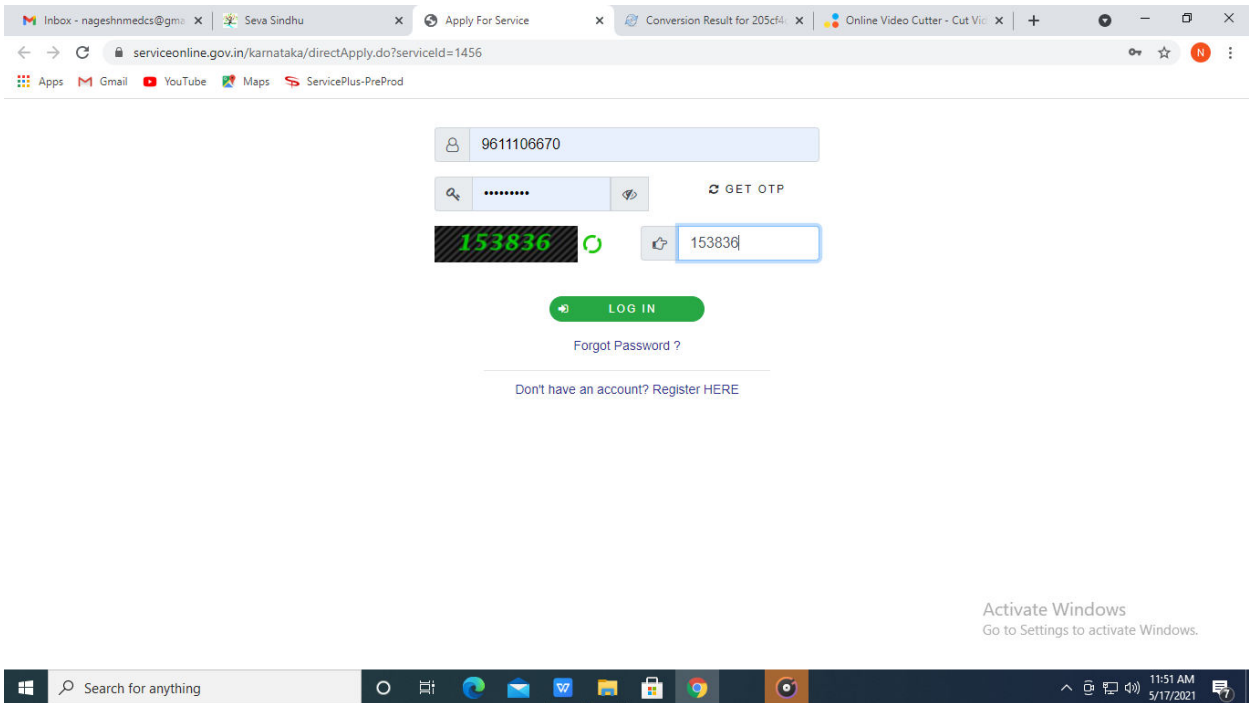 Inbox - nageshnmedcs@gma
Seva Sindhu
Apply For Service
Conversion Result for 205cf4
Online Video Cutter - Cut Vid
serviceonline.gov.in/karnataka/directApply.do?serviceId=1456
N
Apps Gmail YouTube Maps ServicePlus-PreProd
9611106670
••••••••• GET OTP
153836 153836
LOG IN
Forgot Password ?
Don't have an account? Register HERE
Activate Windows
Go to Settings to activate Windows.
Search for anything
11:51 AM
5/17/2021
7